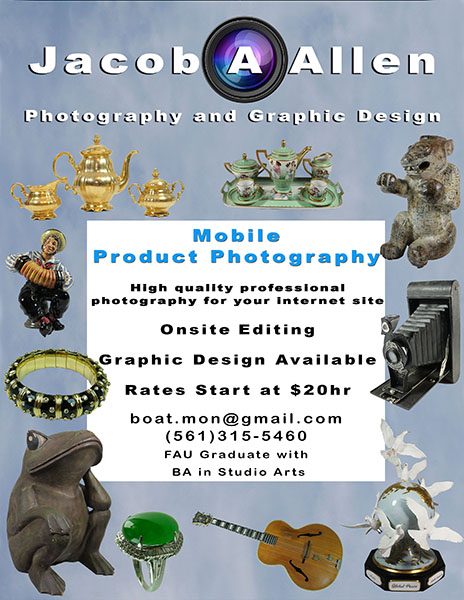 Jacob A Allen
Photography and Graphic Design
Mobile
Product Photography
HIgh quality professional
photography for your internet site
Onsite Editing
Graphic Design Available
Rates Start at $20hr
boat.mon@gmail.com
(561)315-5460
FAU Graduate with
BA in Studio Arts